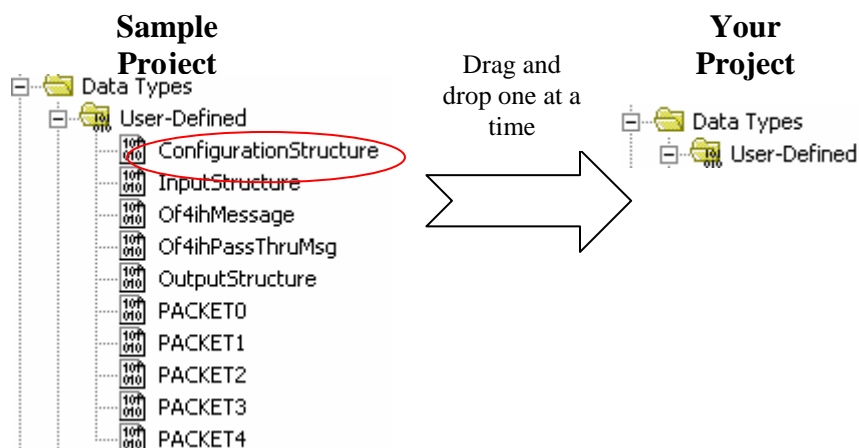 Sample
Project
Data Types
User-Defined
ConfigurationStructure
InputStructure
Of4ihMessage
Of4ihPassThruMsg
OutputStructure
PACKET0
PACKET1
PACKET2
PACKET3
PACKET4
Drag and
drop one at a
time
Your
Project
Data Types
User-Defined